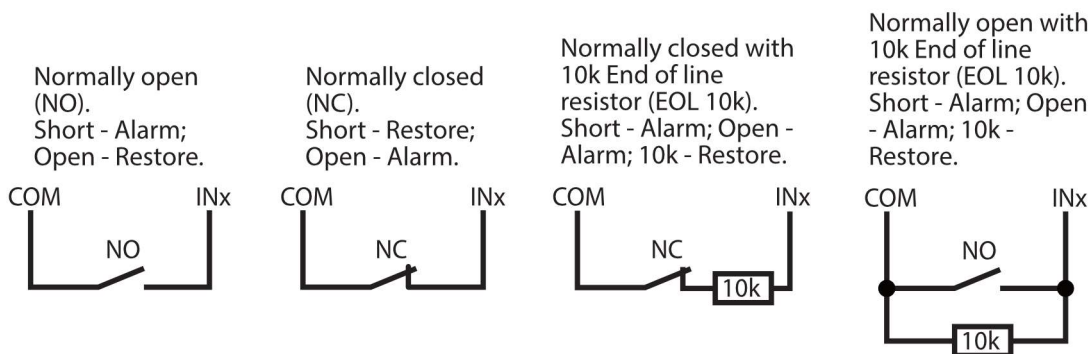 Normally open
(NO).
Short - Alarm;
Open - Restore.
COM INx
NO
Normally closed
(NC).
Short - Restore;
Open - Alarm.
COM INx
NC
Normally closed with
10k End of line
resistor (EOL 10k).
Short - Alarm; Open -
Alarm; 10k - Restore.
COM INx
NC
10k
Normally open with
10k End of line
resistor (EOL 10k).
Short - Alarm; Open
- Alarm; 10k -
Restore.
COM INx
NO
10k